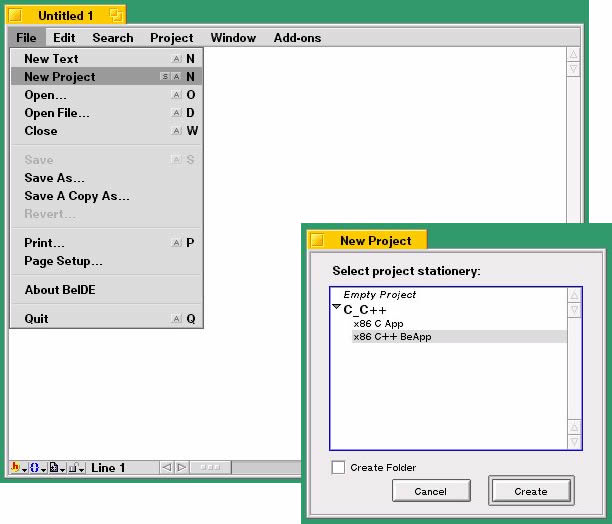 Untitled 1
File Edit Search Project Window Add-ons
New Text A N
New Project S A N
Open... A O
Open File... A D
Close A W
Save A S
Save As...
Save A Copy As...
Revert...
Print... A P
Page Setup...
About BeIDE
Quit A Q
Line 1
New Project
Select project stationery:
Empty Project
C_C++
x86 C App
x86 C++ BeApp
Create Folder
Cancel Create